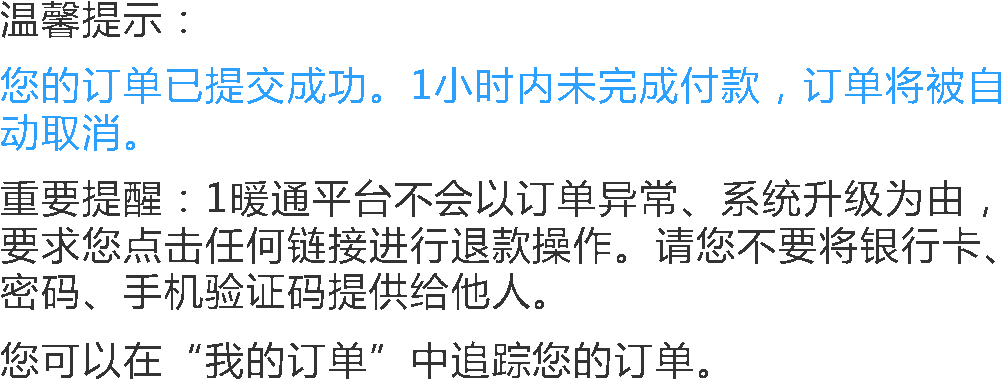 温馨提示：
您的订单已提交成功。1小时内未完成付款，订单将被自
动取消。
重要提醒：1暖通平台不会以订单异常、系统升级为由，
要求您点击任何链接进行退款操作。请您不要将银行卡、
密码、手机验证码提供给他人。
您可以在“我的订单”中追踪您的订单。